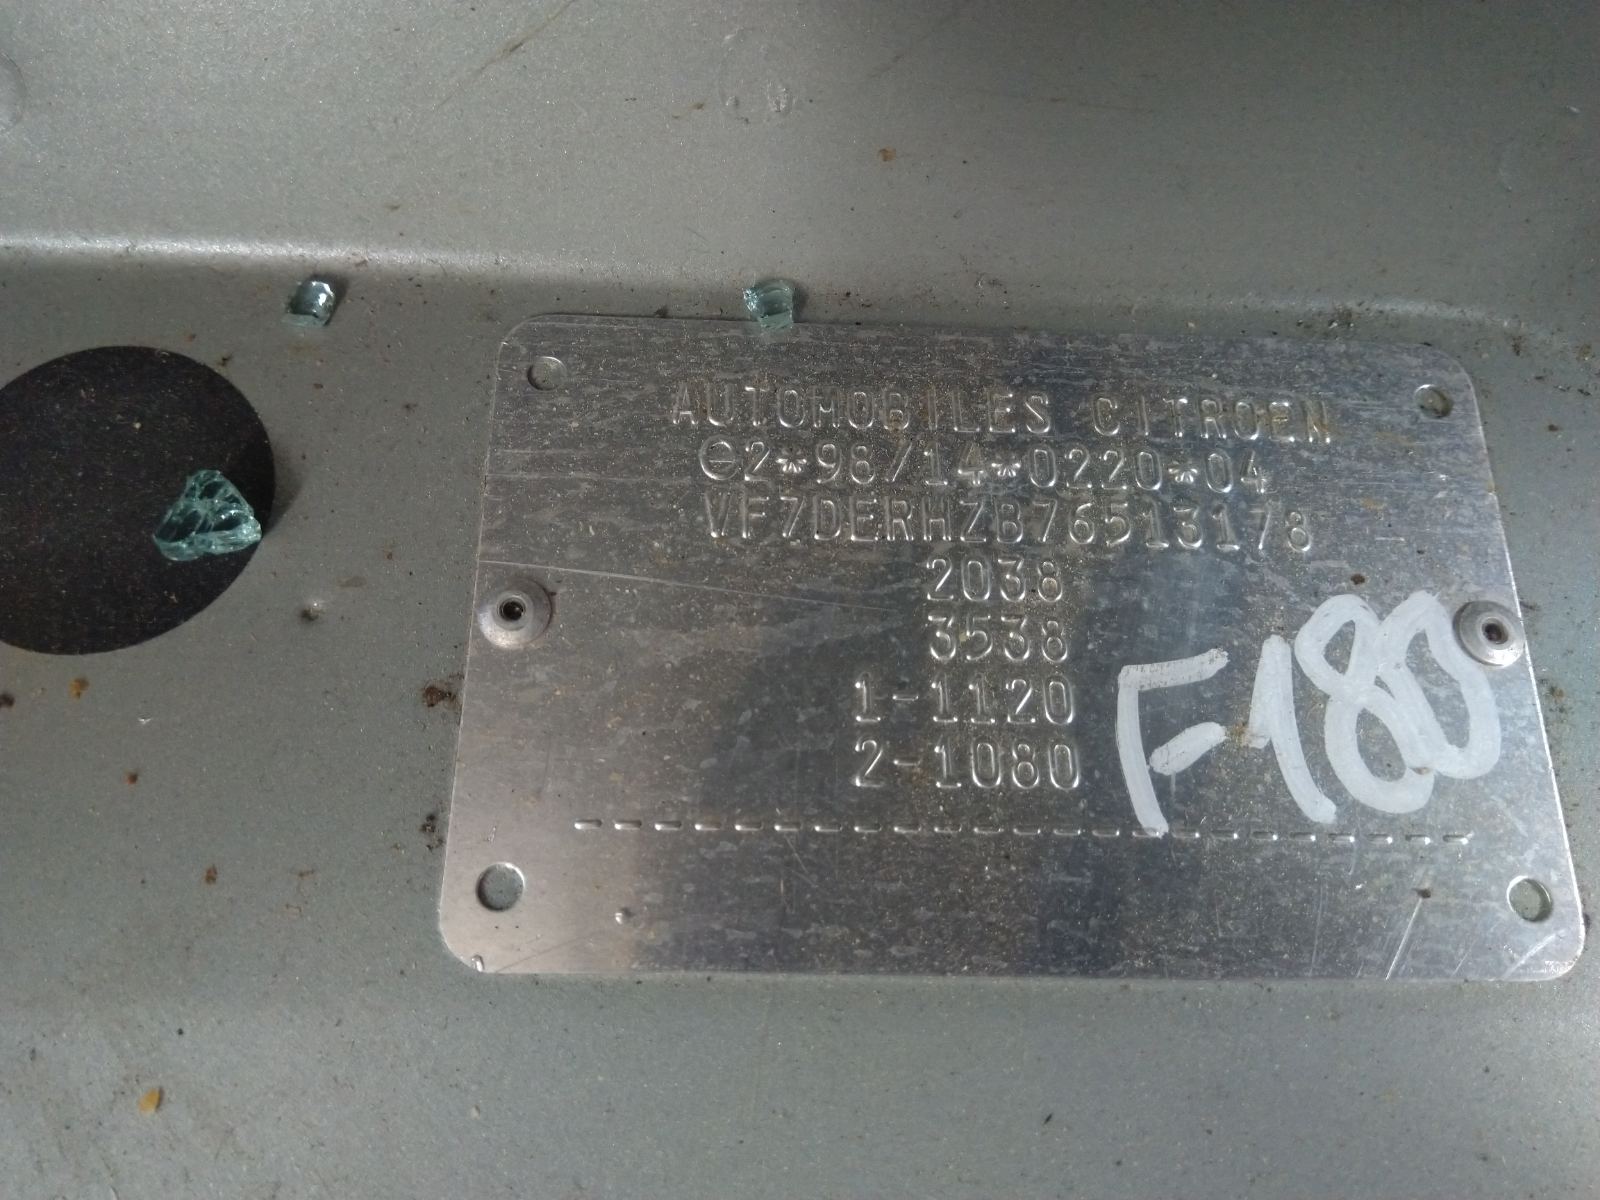 AUTOMOBILES CITROEN
e2*98/14*0220*04
VF7DERHZB76513178
2038
3538
1-1120
2-1080
F-180